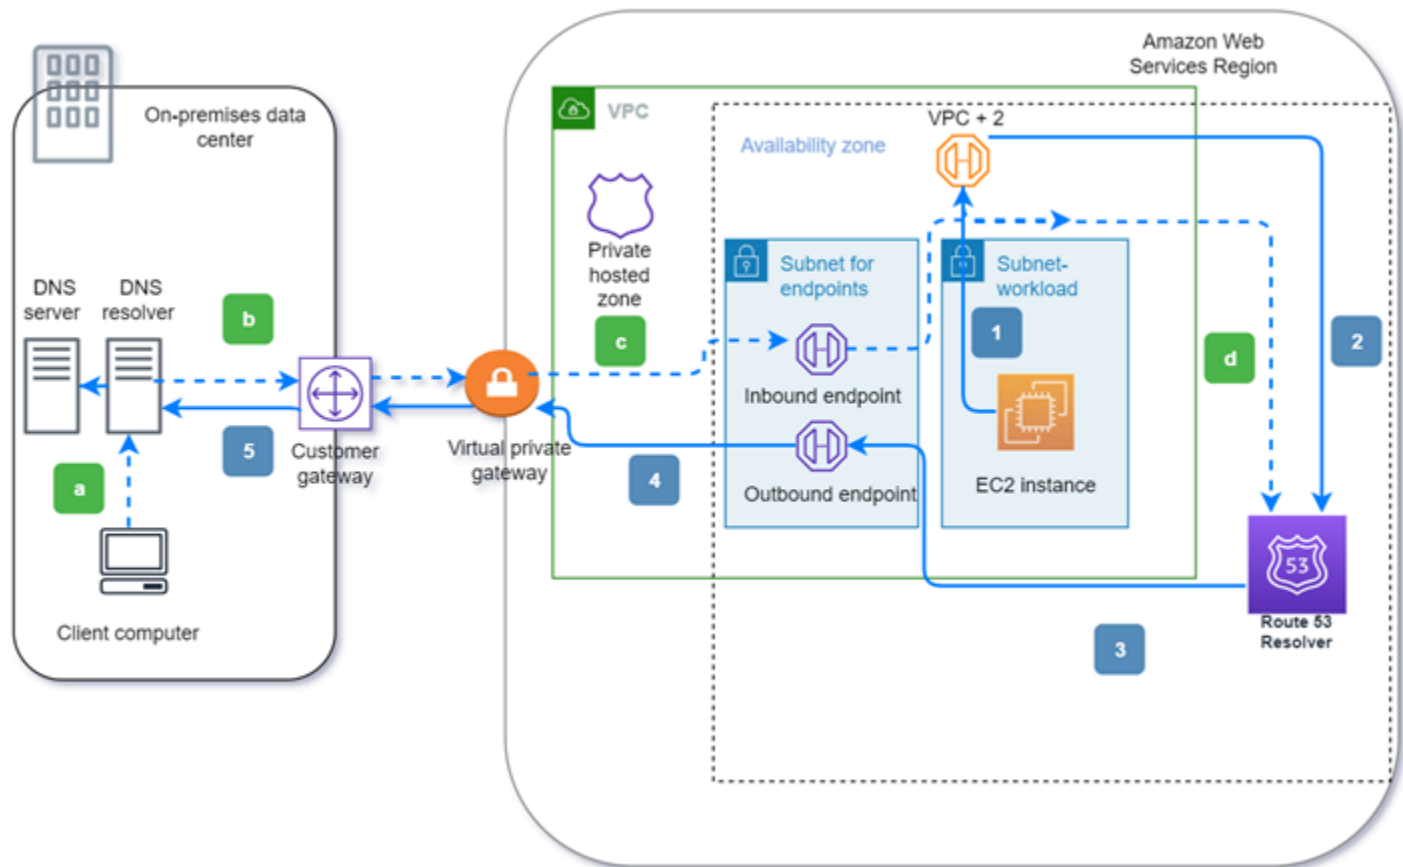 Amazon Web
Services Region
On-premises data
center
VPC
VPC + 2
Availability zone
Private
hosted
zone
Subnet for
endpoints
Subnet-
workload
DNS
server
DNS
resolver
b
c
1
d
2
Inbound endpoint
Customer
gateway
Virtual private
gateway
5
4
a
Outbound endpoint
EC2 instance
53
Route 53
Resolver
Client computer
3